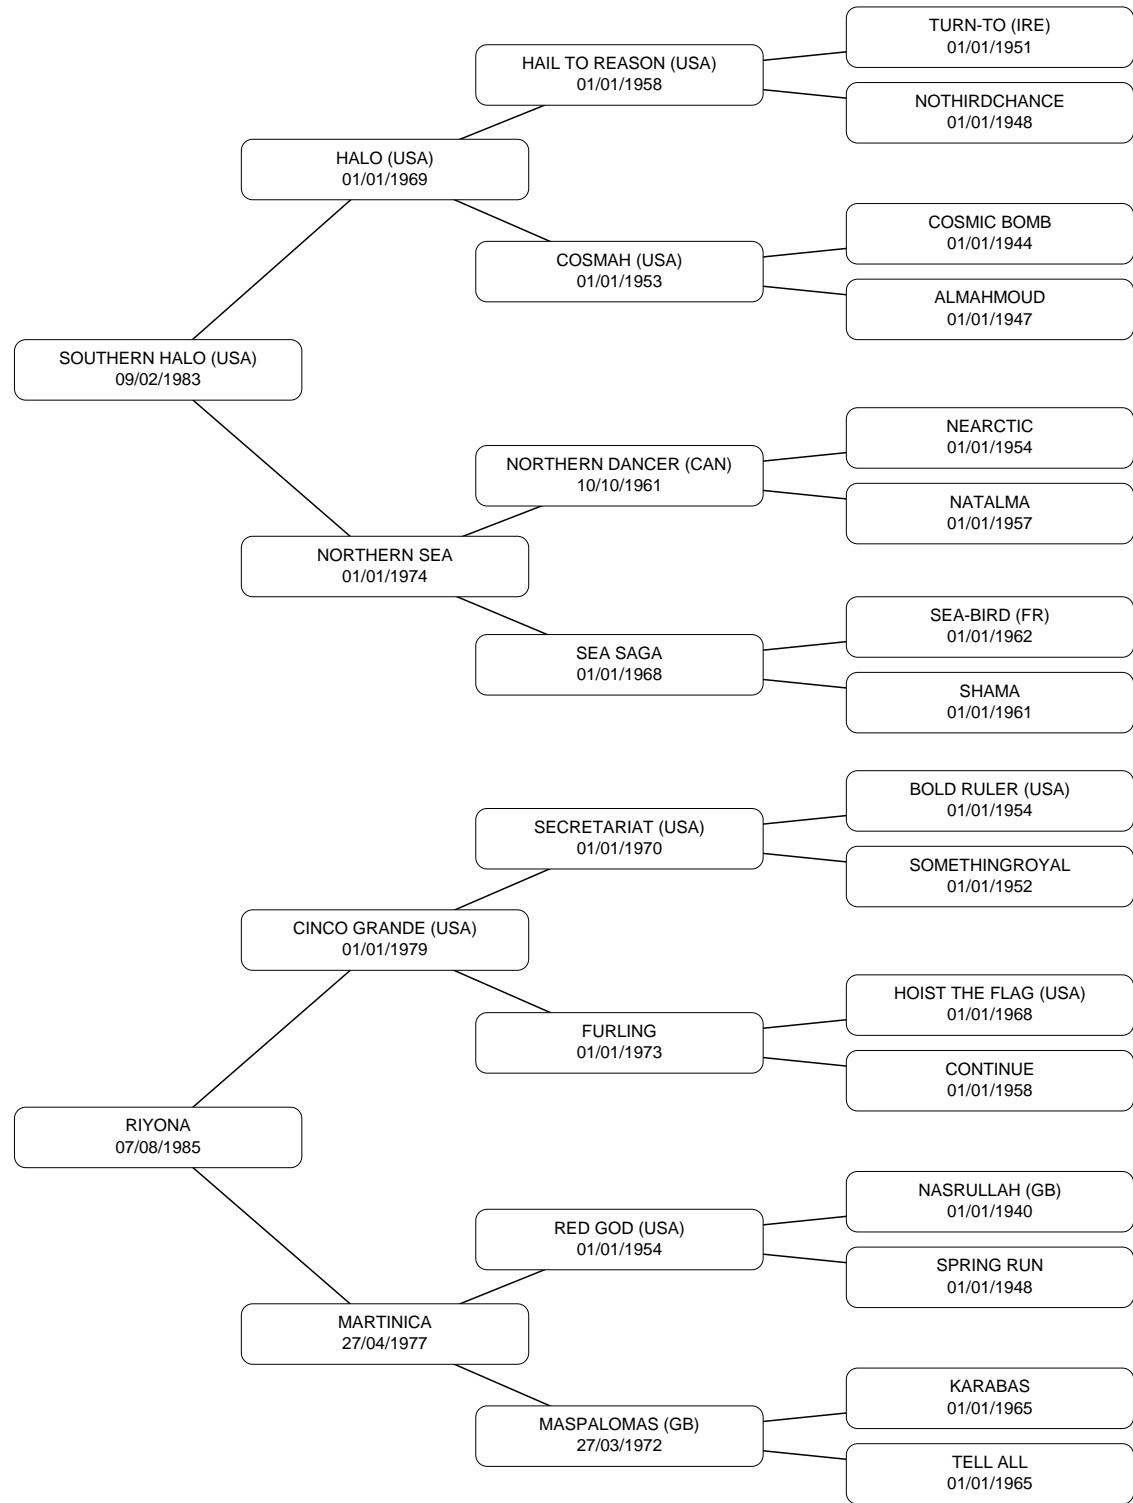 TURN-TO (IRE)
01/01/1951
HAIL TO REASON (USA)
01/01/1958
NOTHIRDCHANCE
01/01/1948
HALO (USA)
01/01/1969
COSMIC BOMB
01/01/1944
COSMAH (USA)
01/01/1953
ALMAHMOUD
01/01/1947
SOUTHERN HALO (USA)
09/02/1983
NEARCTIC
01/01/1954
NORTHERN DANCER (CAN)
10/10/1961
NATALMA
01/01/1957
NORTHERN SEA
01/01/1974
SEA-BIRD (FR)
01/01/1962
SEA SAGA
01/01/1968
SHAMA
01/01/1961
BOLD RULER (USA)
01/01/1954
SECRETARIAT (USA)
01/01/1970
SOMETHINGROYAL
01/01/1952
CINCO GRANDE (USA)
01/01/1979
HOIST THE FLAG (USA)
01/01/1968
FURLING
01/01/1973
CONTINUE
01/01/1958
RIYONA
07/08/1985
NASRULLAH (GB)
01/01/1940
RED GOD (USA)
01/01/1954
SPRING RUN
01/01/1948
MARTINICA
27/04/1977
KARABAS
01/01/1965
MASPALOMAS (GB)
27/03/1972
TELL ALL
01/01/1965